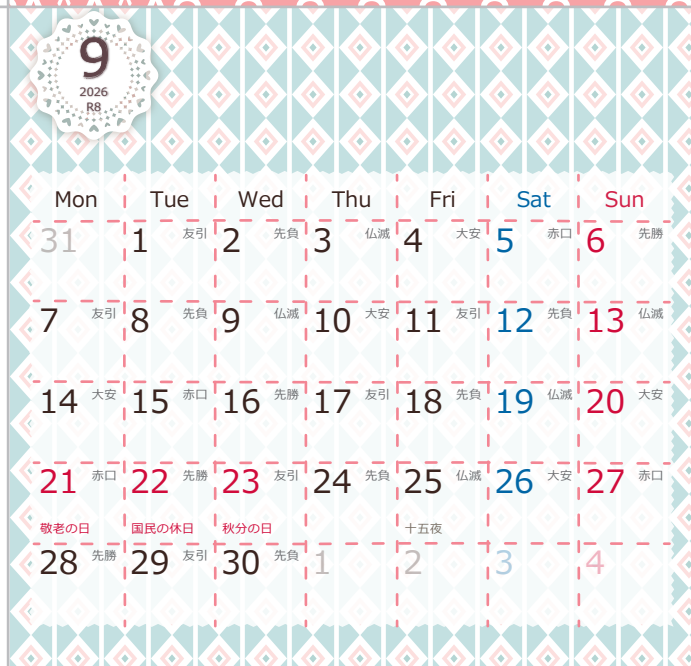 9
2026
R8
Mon Tue Wed Thu Fri Sat Sun
31 1 友引 2 先負 3 仏滅 4 大安 5 赤口 6 先勝
7 友引 8 先負 9 仏滅 10 大安 11 友引 12 先負 13 仏滅
14 大安 15 赤口 16 先勝 17 友引 18 先負 19 仏滅 20 大安
21 赤口 22 先勝 23 友引 24 先負 25 仏滅 26 大安 27 赤口
敬老の日 国民の休日 秋分の日 十五夜
28 先勝 29 友引 30 先負 1 2 3 4